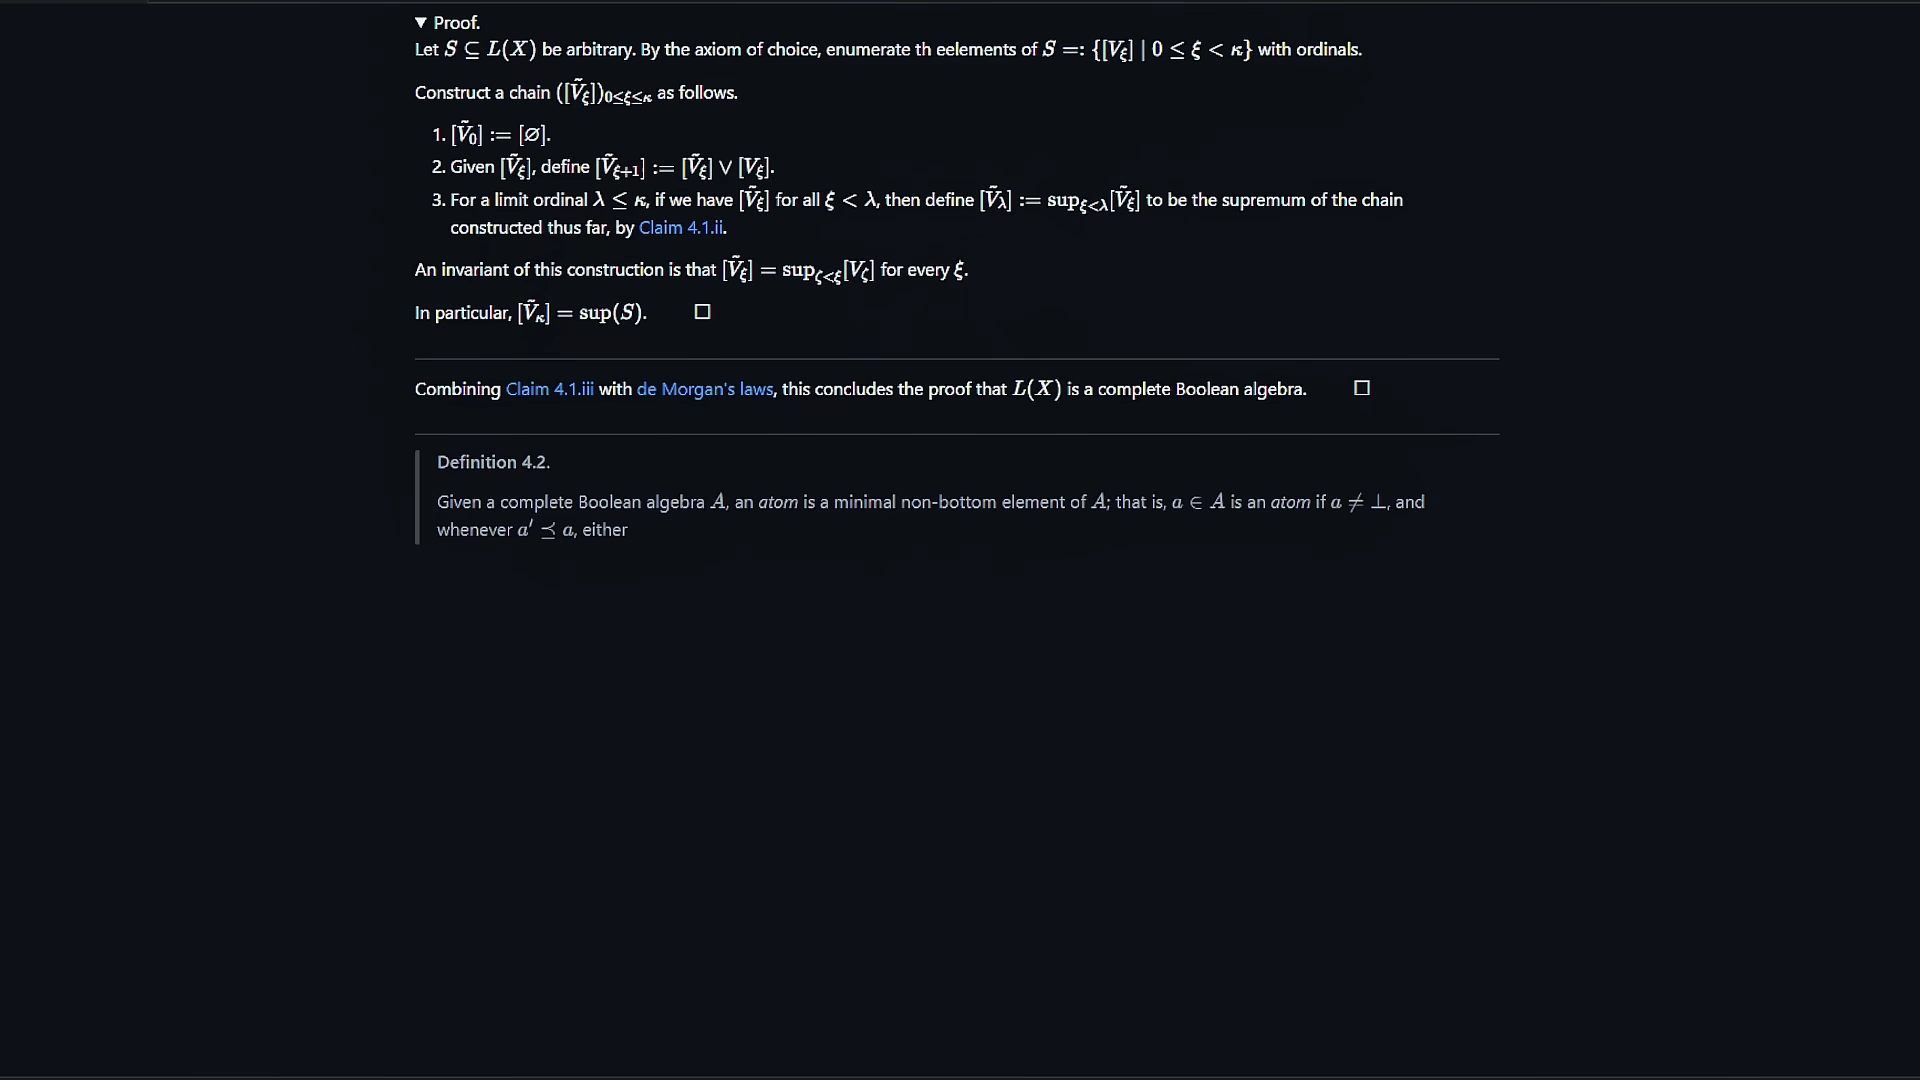 ▼ Proof.
Let S ⊆ L(X) be arbitrary. By the axiom of choice, enumerate th eelements of S =: {[V_ξ] | 0 ≤ ξ < κ} with ordinals.
Construct a chain ([Ṽ_ξ])_{0≤ξ≤κ} as follows.
1. [Ṽ_0] := [∅].
2. Given [Ṽ_ξ], define [Ṽ_{ξ+1}] := [Ṽ_ξ] ∨ [V_ξ].
3. For a limit ordinal λ ≤ κ, if we have [Ṽ_ξ] for all ξ < λ, then define [Ṽ_λ] := sup_{ξ<λ}[Ṽ_ξ] to be the supremum of the chain
constructed thus far, by Claim 4.1.ii.
An invariant of this construction is that [Ṽ_ξ] = sup_{ζ<ξ}[V_ζ] for every ξ.
In particular, [Ṽ_κ] = sup(S). □
Combining Claim 4.1.iii with de Morgan's laws, this concludes the proof that L(X) is a complete Boolean algebra. □
Definition 4.2.
Given a complete Boolean algebra A, an atom is a minimal non-bottom element of A; that is, a ∈ A is an atom if a ≠ ⊥, and
whenever a′ ⪯ a, either